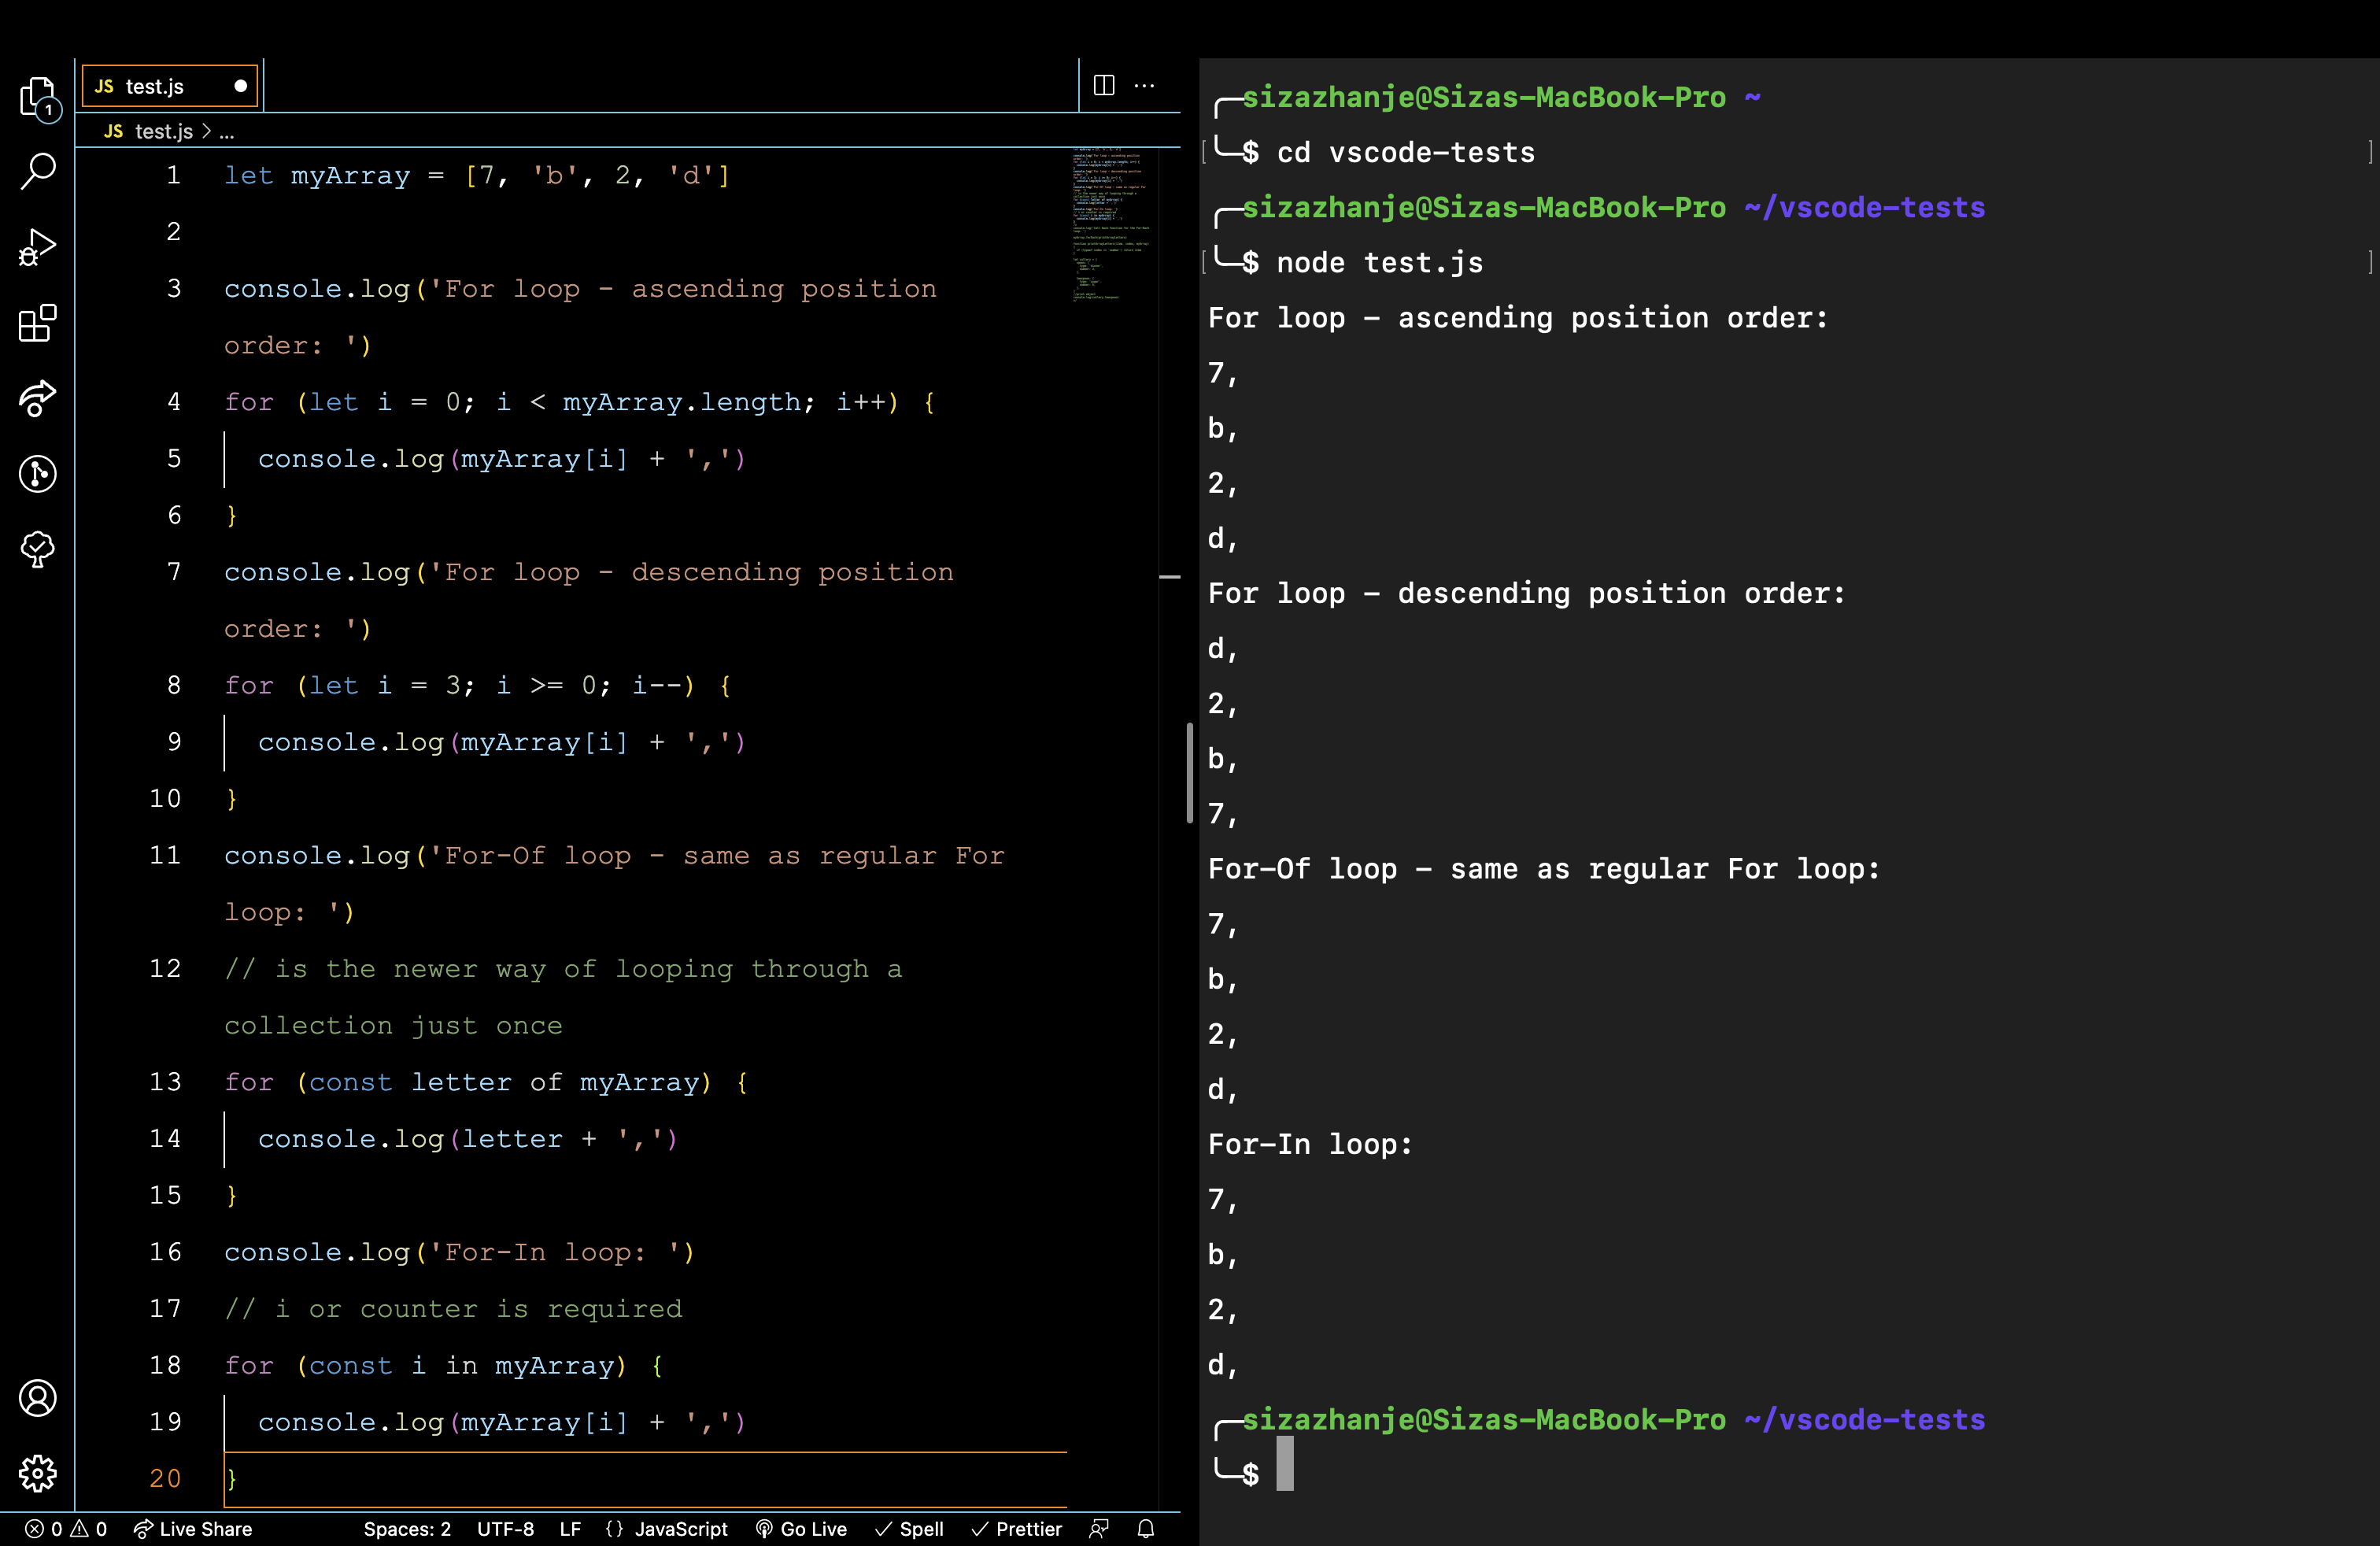 JS test.js
1
JS test.js > ...
1 let myArray = [7, 'b', 2, 'd']
2
3 console.log('For loop - ascending position
order: ')
4 for (let i = 0; i < myArray.length; i++) {
5 console.log(myArray[i] + ',')
6 }
7 console.log('For loop - descending position
order: ')
8 for (let i = 3; i >= 0; i--) {
9 console.log(myArray[i] + ',')
10 }
11 console.log('For-Of loop - same as regular For
loop: ')
12 // is the newer way of looping through a
collection just once
13 for (const letter of myArray) {
14 console.log(letter + ',')
15 }
16 console.log('For-In loop: ')
17 // i or counter is required
18 for (const i in myArray) {
19 console.log(myArray[i] + ',')
20 }
0 0 Live Share Spaces: 2 UTF-8 LF {} JavaScript Go Live Spell Prettier
sizazhanje@Sizas-MacBook-Pro ~
[ $ cd vscode-tests ]
sizazhanje@Sizas-MacBook-Pro ~/vscode-tests
[ $ node test.js ]
For loop - ascending position order:
7,
b,
2,
d,
For loop - descending position order:
d,
2,
b,
7,
For-Of loop - same as regular For loop:
7,
b,
2,
d,
For-In loop:
7,
b,
2,
d,
sizazhanje@Sizas-MacBook-Pro ~/vscode-tests
$